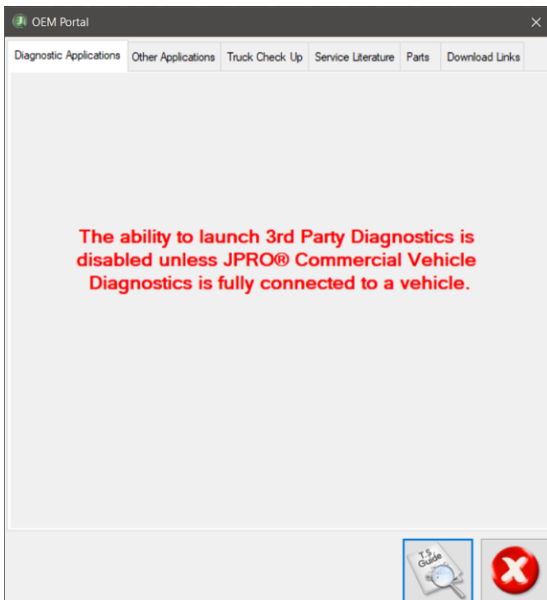 OEM Portal
Diagnostic Applications Other Applications Truck Check Up Service Literature Parts Download Links
The ability to launch 3rd Party Diagnostics is
disabled unless JPRO® Commercial Vehicle
Diagnostics is fully connected to a vehicle.
T.S.
Guide